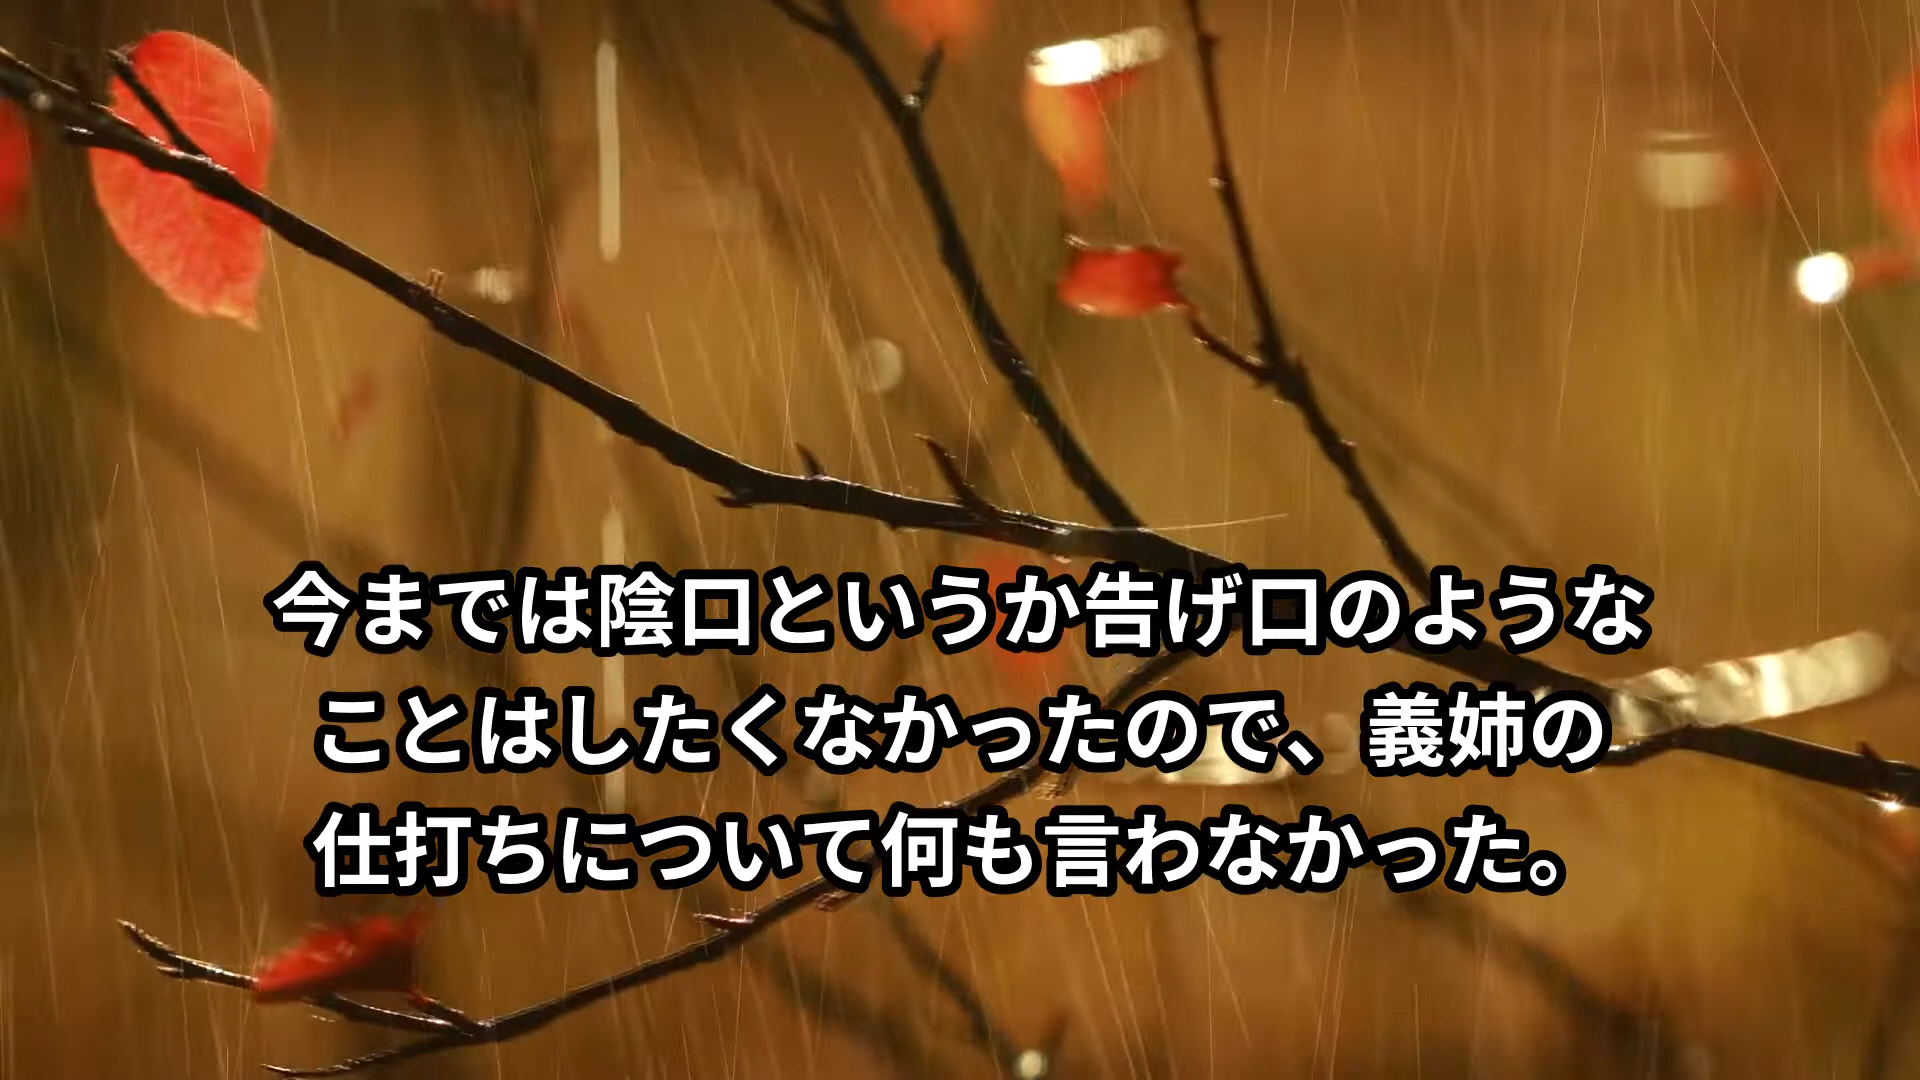 今までは陰口というか告げ口のような
ことはしたくなかったので、義姉の
仕打ちについて何も言わなかった。